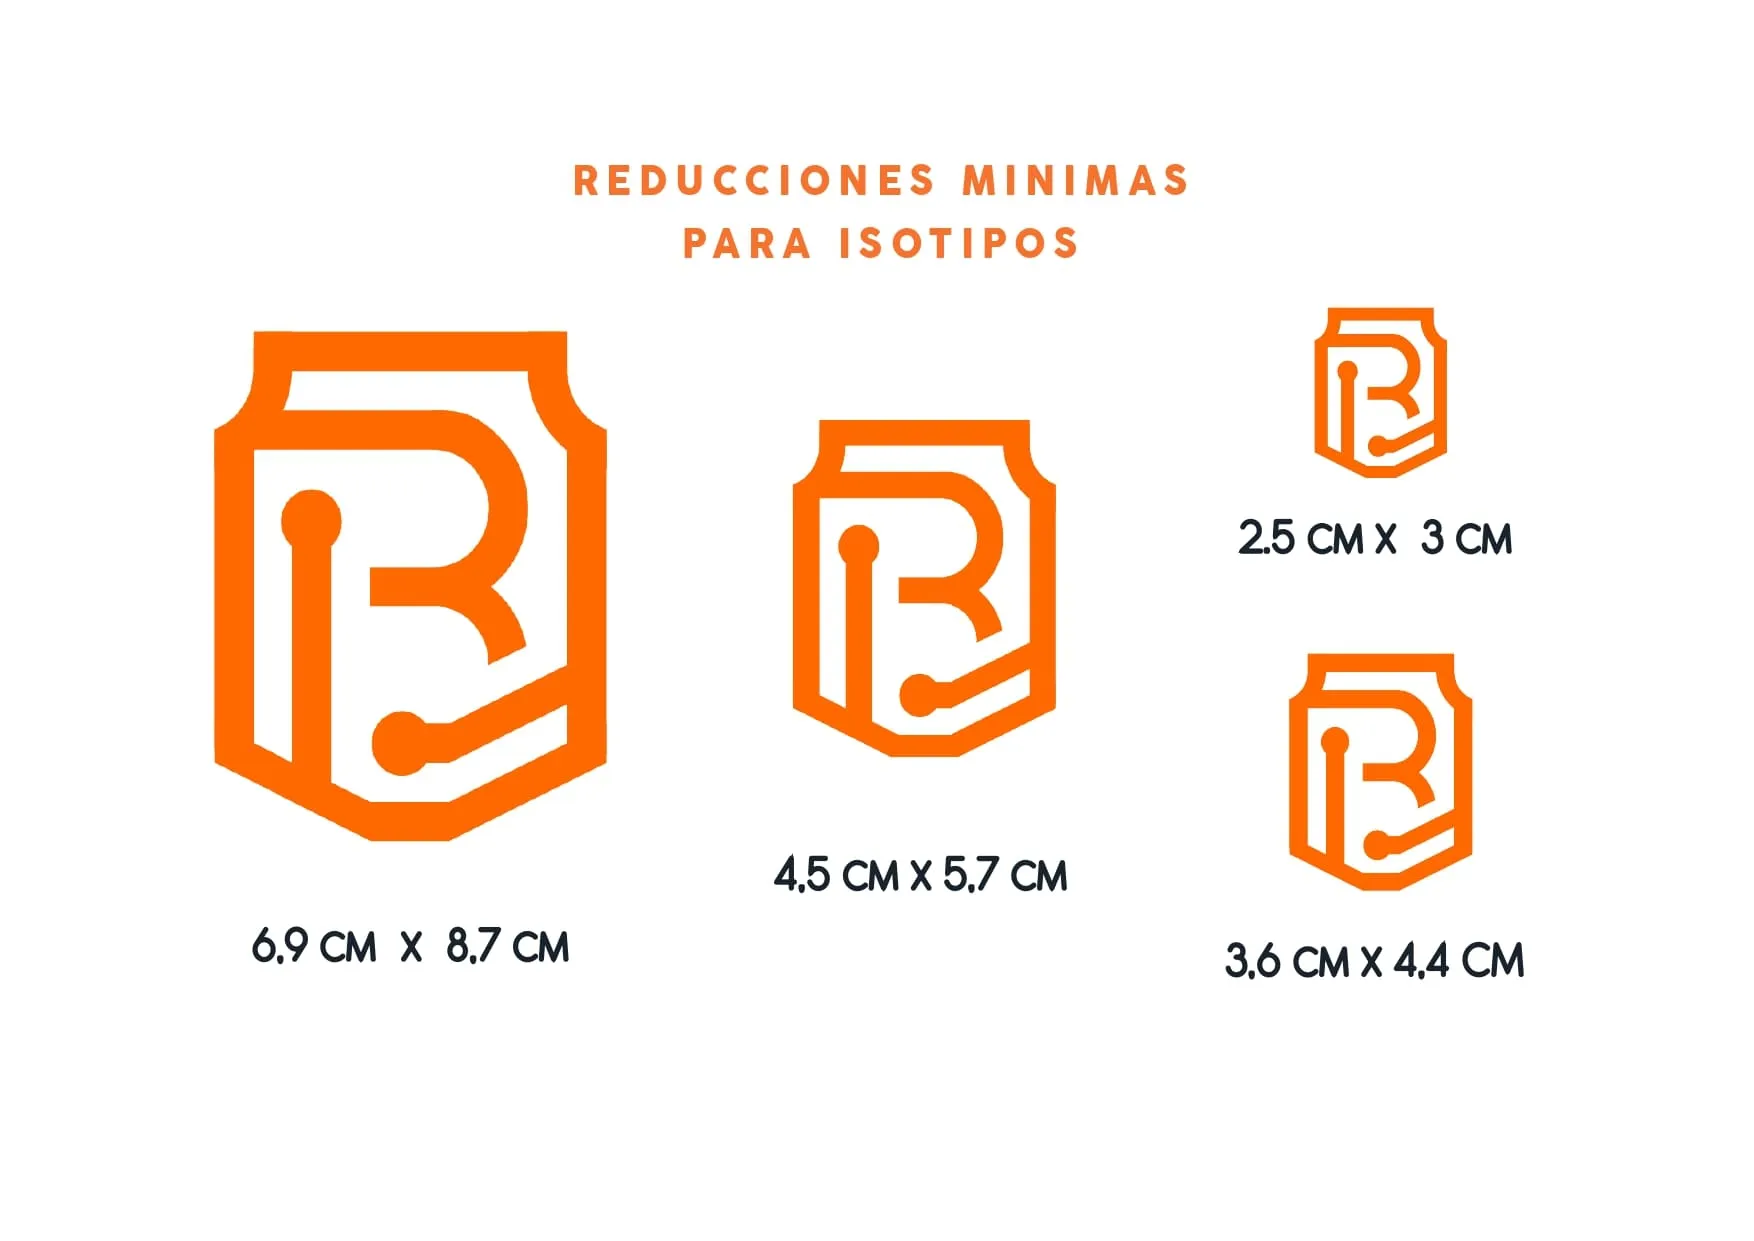 REDUCCIONES MINIMAS
PARA ISOTIPOS
2.5 CM X 3 CM
4,5 CM X 5,7 CM
6,9 CM X 8,7 CM
3,6 CM X 4,4 CM